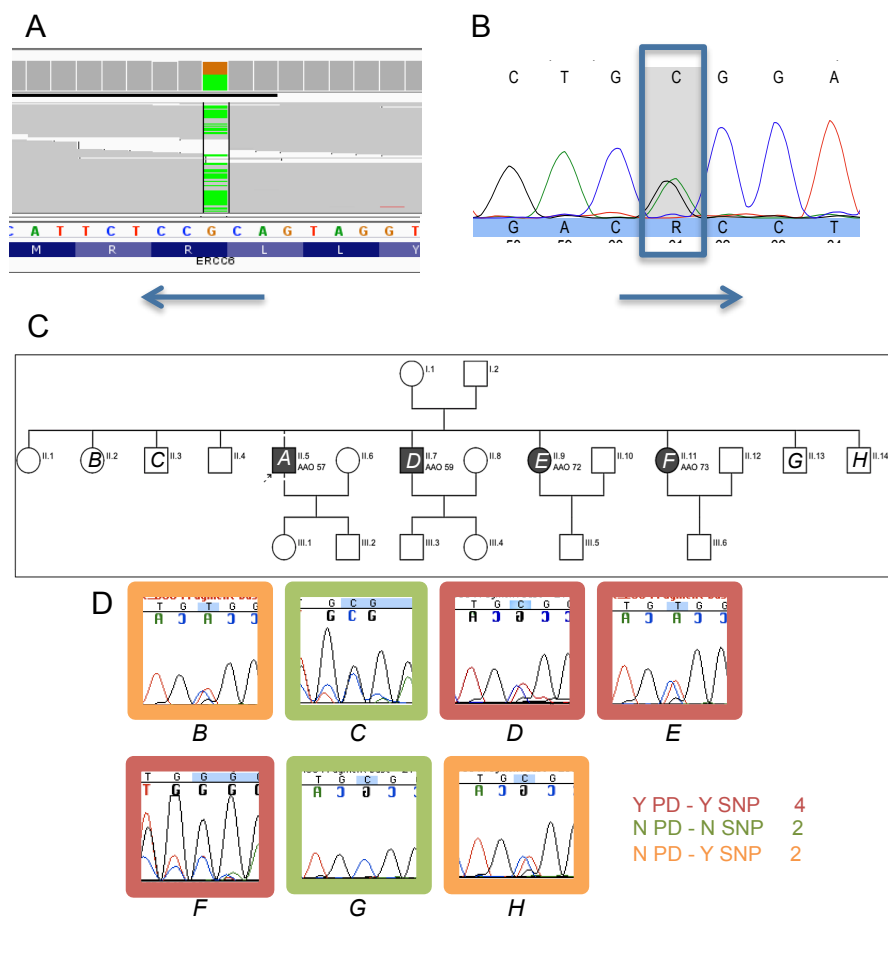 A
B
C A T T C T C C G C A G T A G G T
M R R L L Y
ERCC6
C T G C G G A
G A C R C C T
C
I.1
I.2
II.1
B II.2
C II.3
II.4
A II.5
AAO 57
II.6
D II.7
AAO 59
II.8
E II.9
AAO 72
II.10
F II.11
AAO 73
II.12
G II.13
H II.14
III.1
III.2
III.3
III.4
III.5
III.6
D
T G T G G
A C A C C
B
G C G
G C G
C
T G C G G
A C G C C
D
T G T G G
A C A C C
E
T G G G G
T G G G G
F
T G C G
A C G C C
G
T G C G
A C G C
H
Y PD - Y SNP 4
N PD - N SNP 2
N PD - Y SNP 2